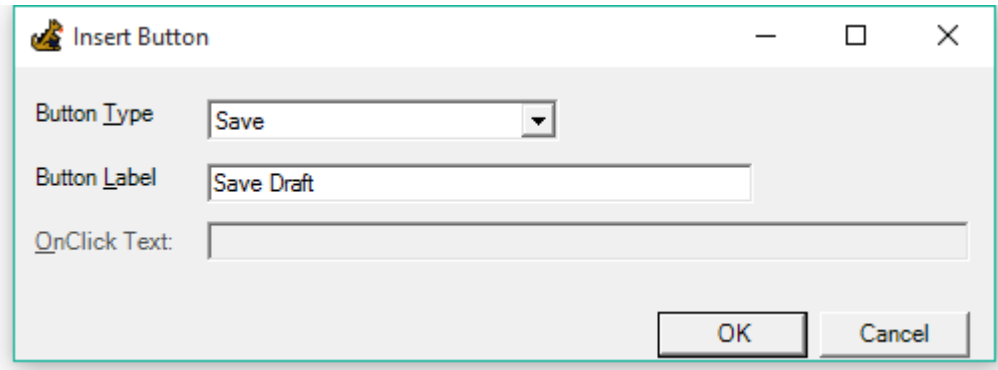 Insert Button
Button Type Save
Button Label Save Draft
OnClick Text:
OK Cancel